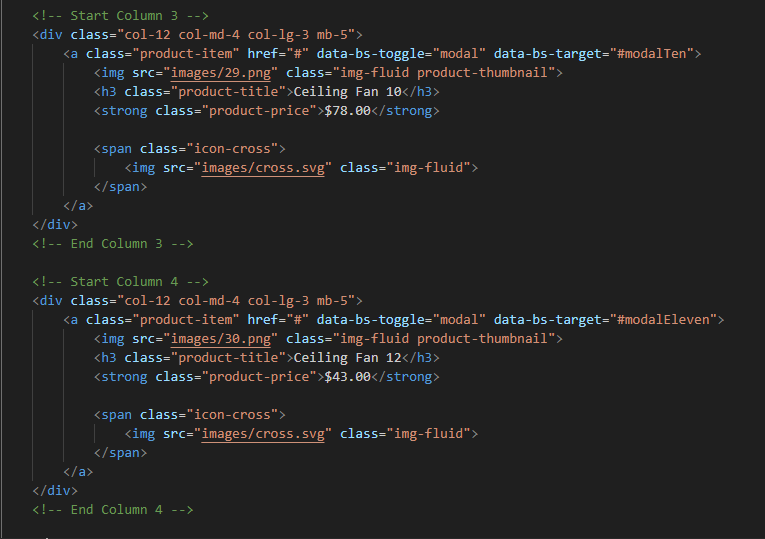 <!-- Start Column 3 -->
<div class="col-12 col-md-4 col-lg-3 mb-5">
<a class="product-item" href="#" data-bs-toggle="modal" data-bs-target="#modalTen">
<img src="images/29.png" class="img-fluid product-thumbnail">
<h3 class="product-title">Ceiling Fan 10</h3>
<strong class="product-price">$78.00</strong>
<span class="icon-cross">
<img src="images/cross.svg" class="img-fluid">
</span>
</a>
</div>
<!-- End Column 3 -->
<!-- Start Column 4 -->
<div class="col-12 col-md-4 col-lg-3 mb-5">
<a class="product-item" href="#" data-bs-toggle="modal" data-bs-target="#modalEleven">
<img src="images/30.png" class="img-fluid product-thumbnail">
<h3 class="product-title">Ceiling Fan 12</h3>
<strong class="product-price">$43.00</strong>
<span class="icon-cross">
<img src="images/cross.svg" class="img-fluid">
</span>
</a>
</div>
<!-- End Column 4 -->